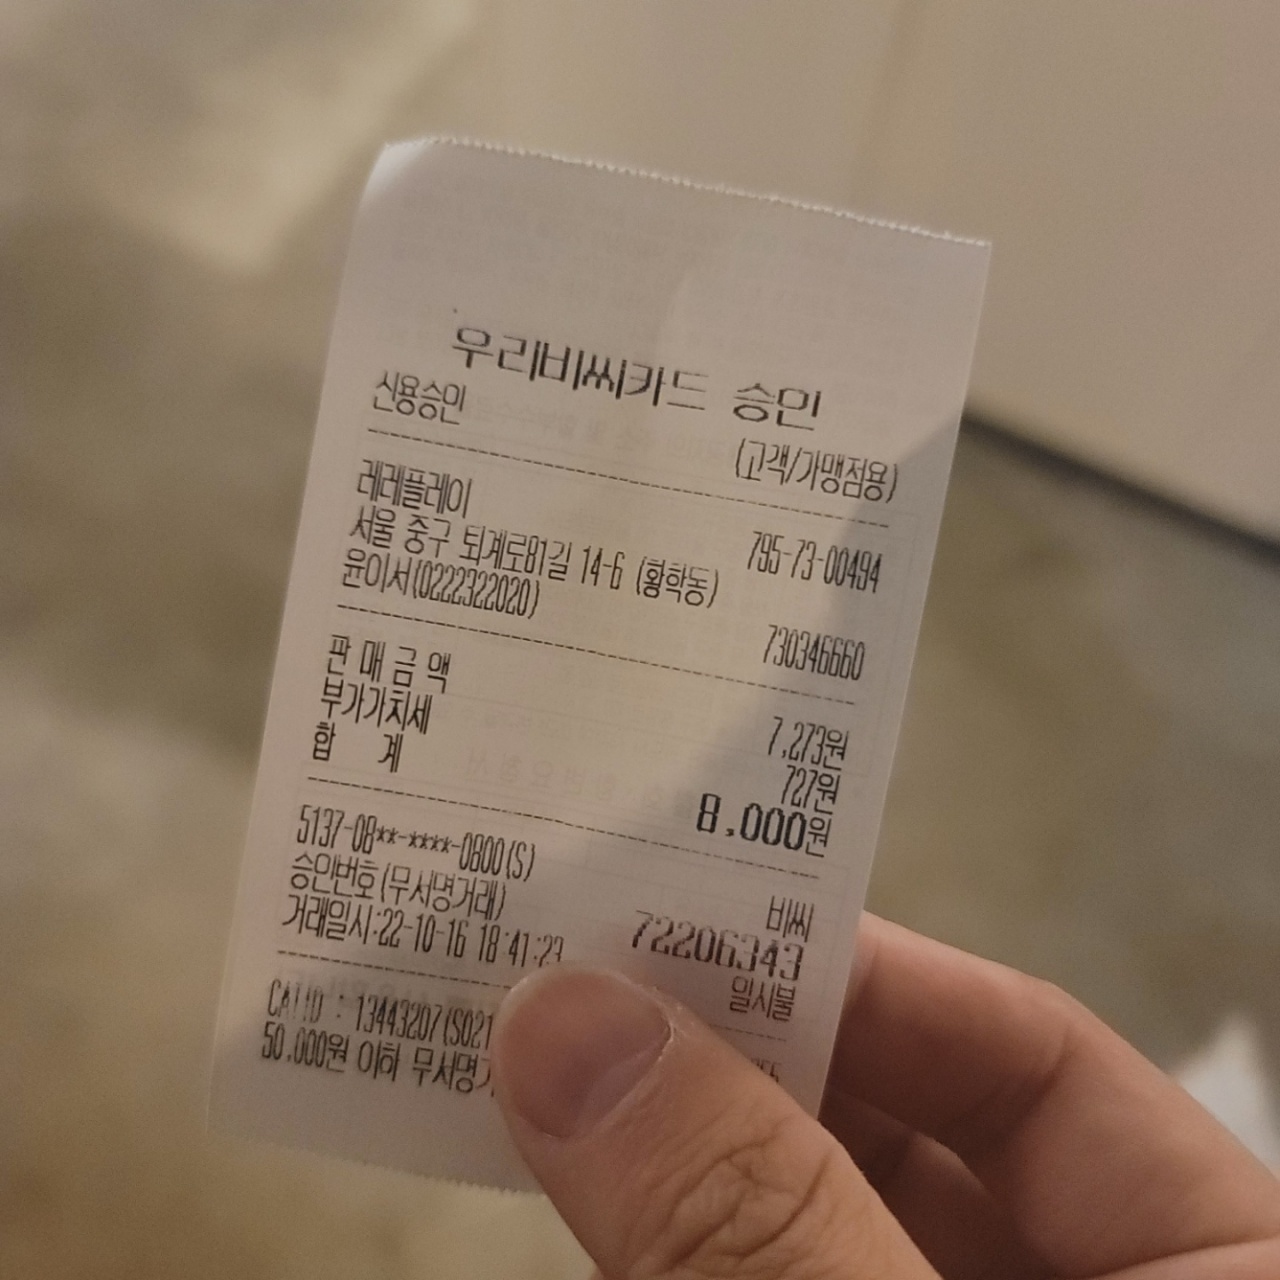 우리비씨카드 승인
신용승인
(고객/가맹점용)
레레플레이 795-73-00494
서울 중구 퇴계로81길 14-6 (황학동)
윤이서(0222322020) 730346660
판 매 금 액 7,273원
부가가치세 727원
합 계 8,000원
5137-08**-****-0800(S) 비씨
승인번호(무서명거래) 72206343
거래일시:22-10-16 18:41:23 일시불
CATID : 13443207(S021
50,000원 이하 무서명